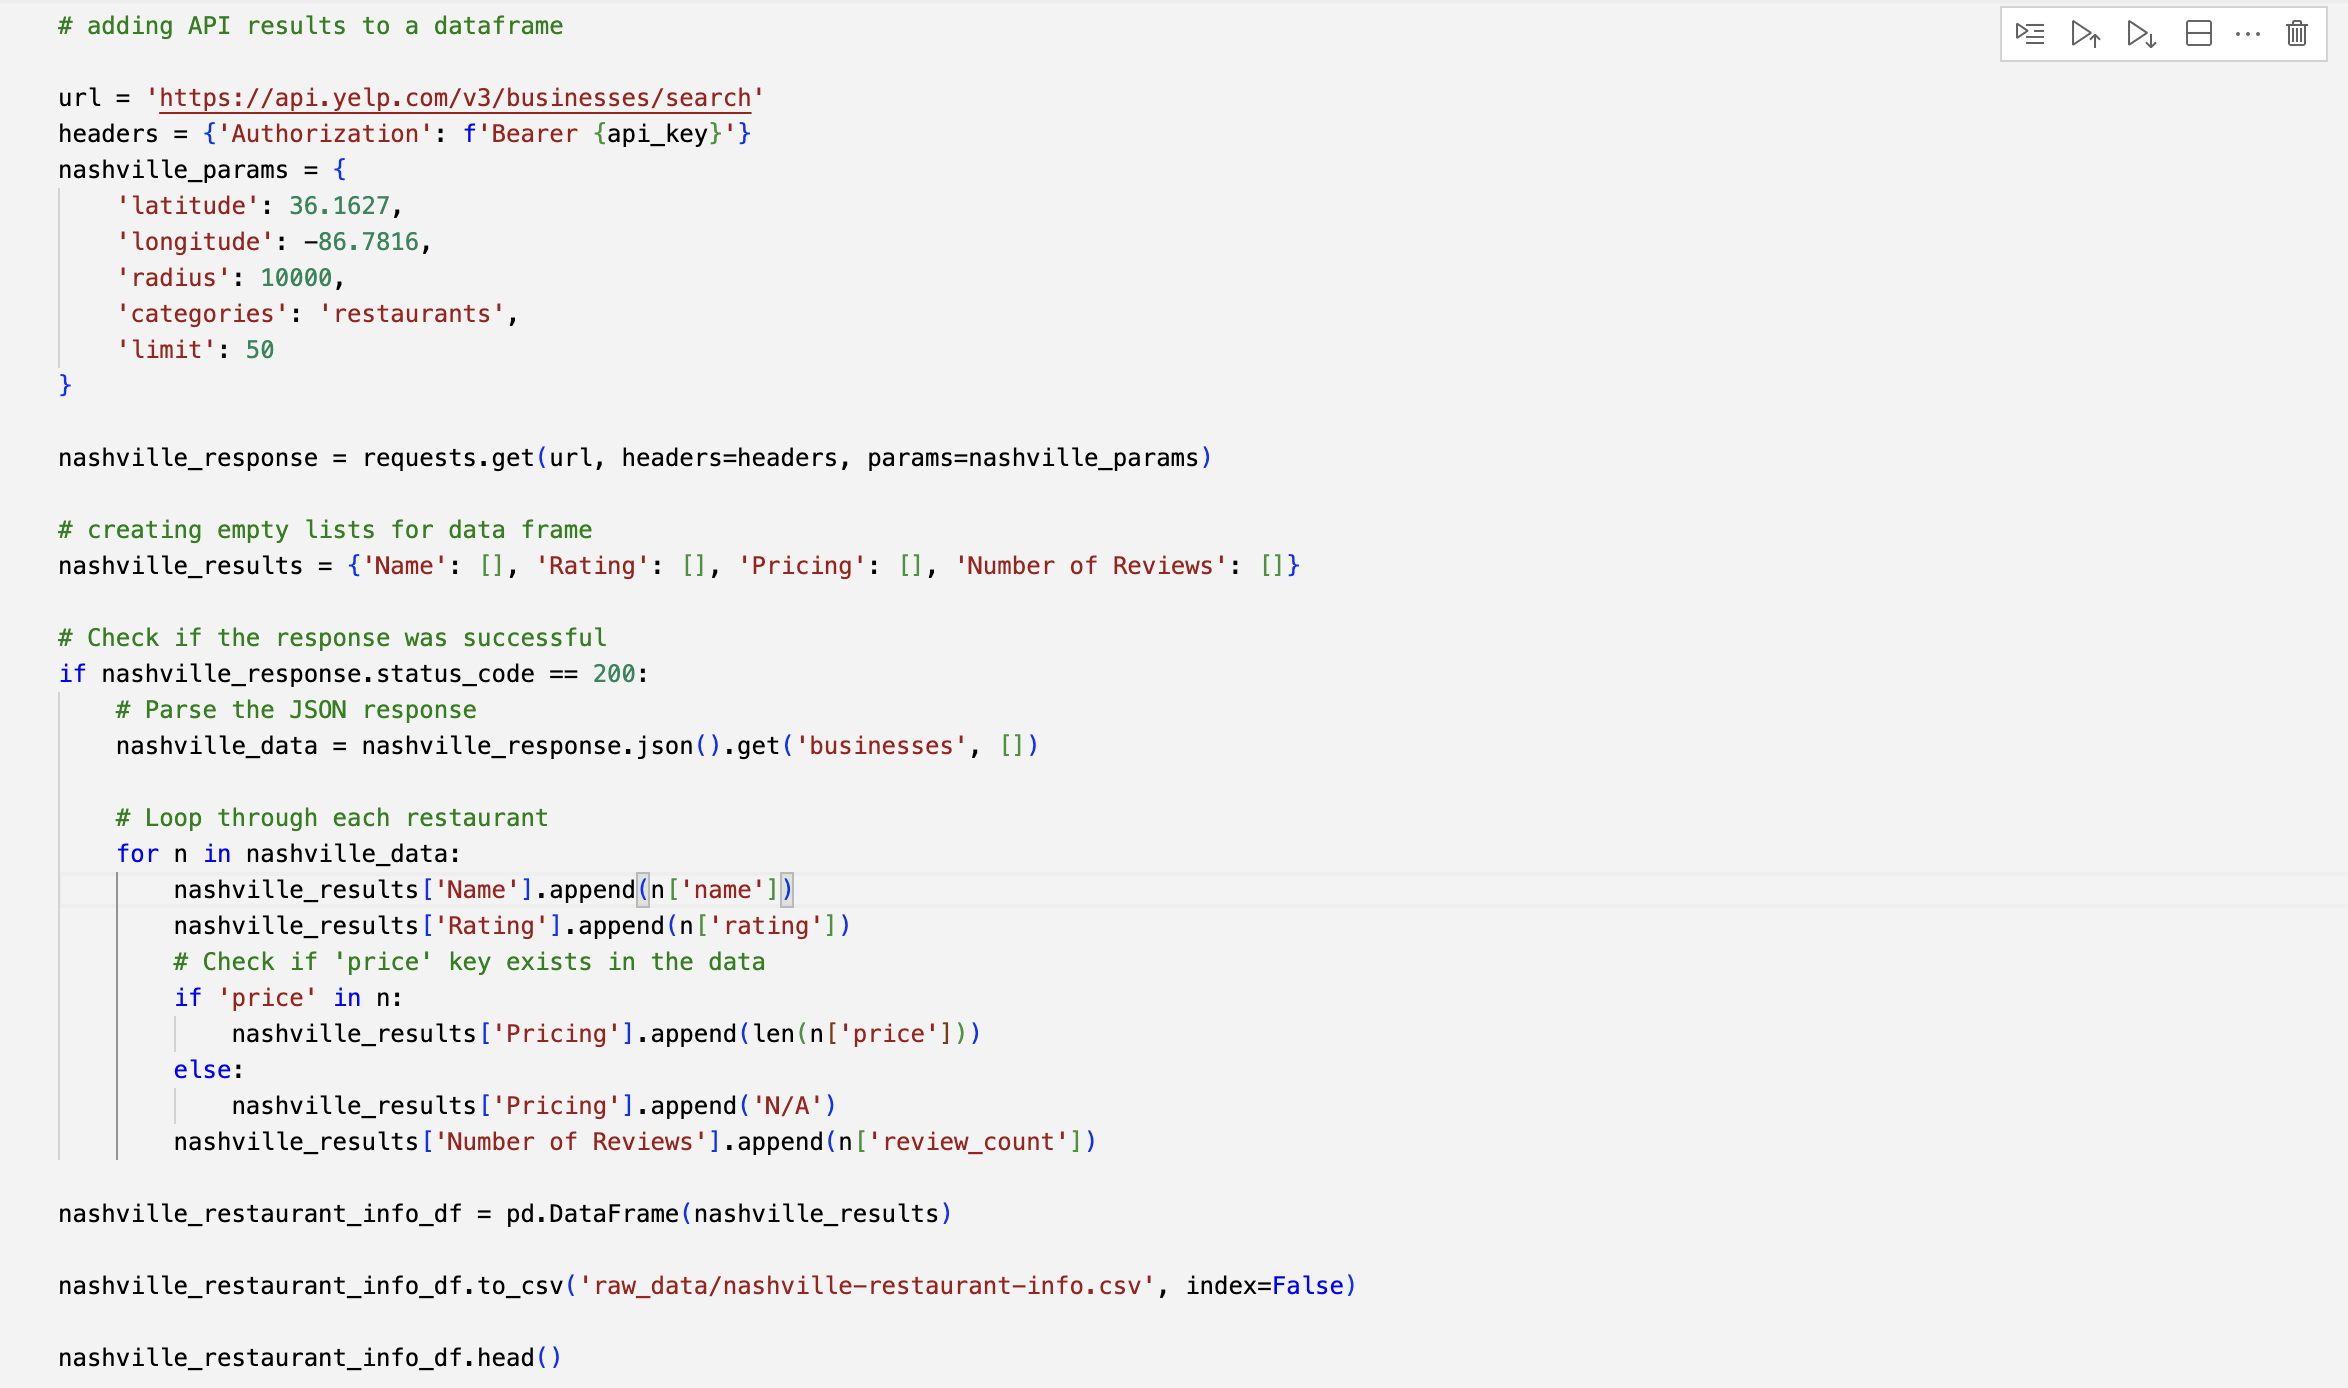 # adding API results to a dataframe
url = 'https://api.yelp.com/v3/businesses/search'
headers = {'Authorization': f'Bearer {api_key}'}
nashville_params = {
    'latitude': 36.1627,
    'longitude': -86.7816,
    'radius': 10000,
    'categories': 'restaurants',
    'limit': 50
}
nashville_response = requests.get(url, headers=headers, params=nashville_params)
# creating empty lists for data frame
nashville_results = {'Name': [], 'Rating': [], 'Pricing': [], 'Number of Reviews': []}
# Check if the response was successful
if nashville_response.status_code == 200:
    # Parse the JSON response
    nashville_data = nashville_response.json().get('businesses', [])
    # Loop through each restaurant
    for n in nashville_data:
        nashville_results['Name'].append(n['name'])
        nashville_results['Rating'].append(n['rating'])
        # Check if 'price' key exists in the data
        if 'price' in n:
            nashville_results['Pricing'].append(len(n['price']))
        else:
            nashville_results['Pricing'].append('N/A')
        nashville_results['Number of Reviews'].append(n['review_count'])
nashville_restaurant_info_df = pd.DataFrame(nashville_results)
nashville_restaurant_info_df.to_csv('raw_data/nashville-restaurant-info.csv', index=False)
nashville_restaurant_info_df.head()